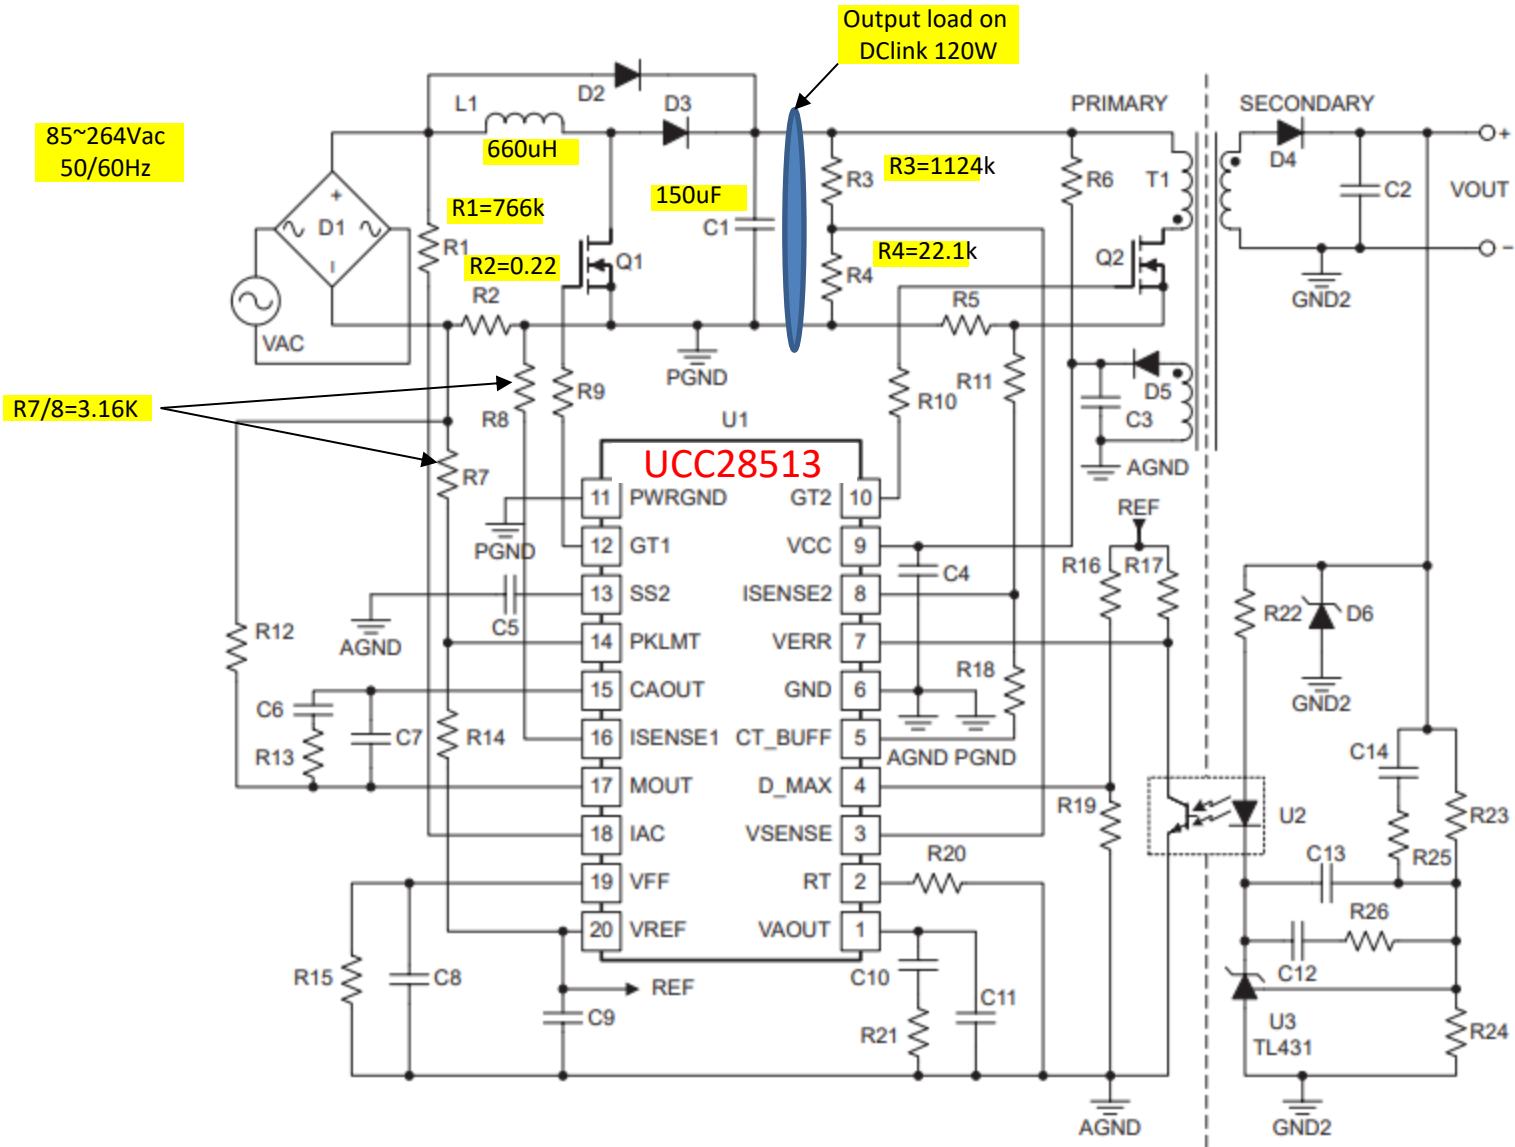 Output load on
DClink 120W
85~264Vac
50/60Hz
L1
D2
D3
PRIMARY
SECONDARY
660uH
D4
R3
R3=1124k
R6
T1
C2
VOUT
+
−
R1=766k
150uF
C1
D1
+
−
R1
R2=0.22
Q1
R4=22.1k
R4
Q2
R2
R5
GND2
VAC
PGND
R11
D5
R7/8=3.16K
R8
R9
R10
C3
U1
AGND
R7
UCC28513
11 PWRGND
GT2 10
REF
PGND
12 GT1
VCC 9
R16
R17
C4
13 SS2
ISENSE2 8
C5
R22
D6
R12
AGND
14 PKLMT
VERR 7
R18
15 CAOUT
GND 6
GND2
C6
C7
R14
16 ISENSE1
CT_BUFF 5
AGND PGND
C14
R13
17 MOUT
D_MAX 4
R19
U2
R23
18 IAC
VSENSE 3
R20
C13
R25
19 VFF
RT 2
R26
20 VREF
VAOUT 1
C12
R15
C8
REF
C10
C11
C9
R21
U3
TL431
R24
AGND
GND2